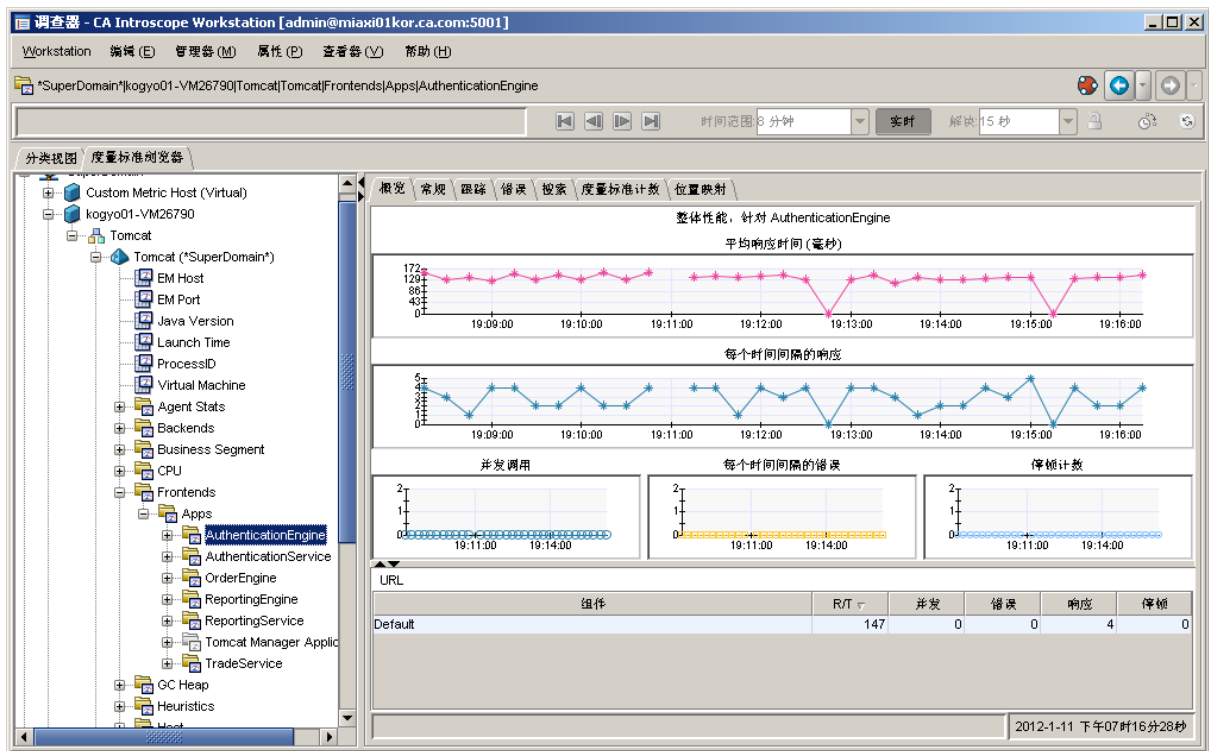 调查器 - CA Introscope Workstation [admin@miaxi01kor.ca.com:5001]
Workstation 编辑(E) 管理器(M) 属性(P) 查看器(V) 帮助(H)
*SuperDomain*|kogyo01-VM26790|Tomcat|Tomcat|Frontends|Apps|AuthenticationEngine
时间范围: 8 分钟 实时 解决: 15 秒
分类视图 度量标准浏览器
Custom Metric Host (Virtual)
kogyo01-VM26790
Tomcat
Tomcat (*SuperDomain*)
EM Host
EM Port
Java Version
Launch Time
ProcessID
Virtual Machine
Agent Stats
Backends
Business Segment
CPU
Frontends
Apps
AuthenticationEngine
AuthenticationService
OrderEngine
ReportingEngine
ReportingService
Tomcat Manager Applic
TradeService
GC Heap
Heuristics
Host
概览 常规 跟踪 错误 搜索 度量标准计数 位置映射
整体性能，针对 AuthenticationEngine
平均响应时间 (毫秒)
172
129
86
43
0
19:09:00 19:10:00 19:11:00 19:12:00 19:13:00 19:14:00 19:15:00 19:16:00
每个时间间隔的响应
5
4
3
2
1
0
19:09:00 19:10:00 19:11:00 19:12:00 19:13:00 19:14:00 19:15:00 19:16:00
并发调用 每个时间间隔的错误 停顿计数
2 2 2
1 1 1
0 0 0
19:11:00 19:14:00 19:11:00 19:14:00 19:11:00 19:14:00
URL
组件 R/T 并发 错误 响应 停顿
Default 147 0 0 4 0
2012-1-11 下午07时16分28秒